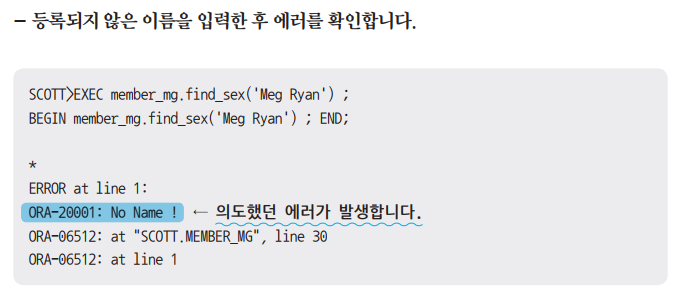 - 등록되지 않은 이름을 입력한 후 에러를 확인합니다.
SCOTT>EXEC member_mg.find_sex('Meg Ryan') ;
BEGIN member_mg.find_sex('Meg Ryan') ; END;
*
ERROR at line 1:
ORA-20001: No Name ! ← 의도했던 에러가 발생합니다.
ORA-06512: at "SCOTT.MEMBER_MG", line 30
ORA-06512: at line 1